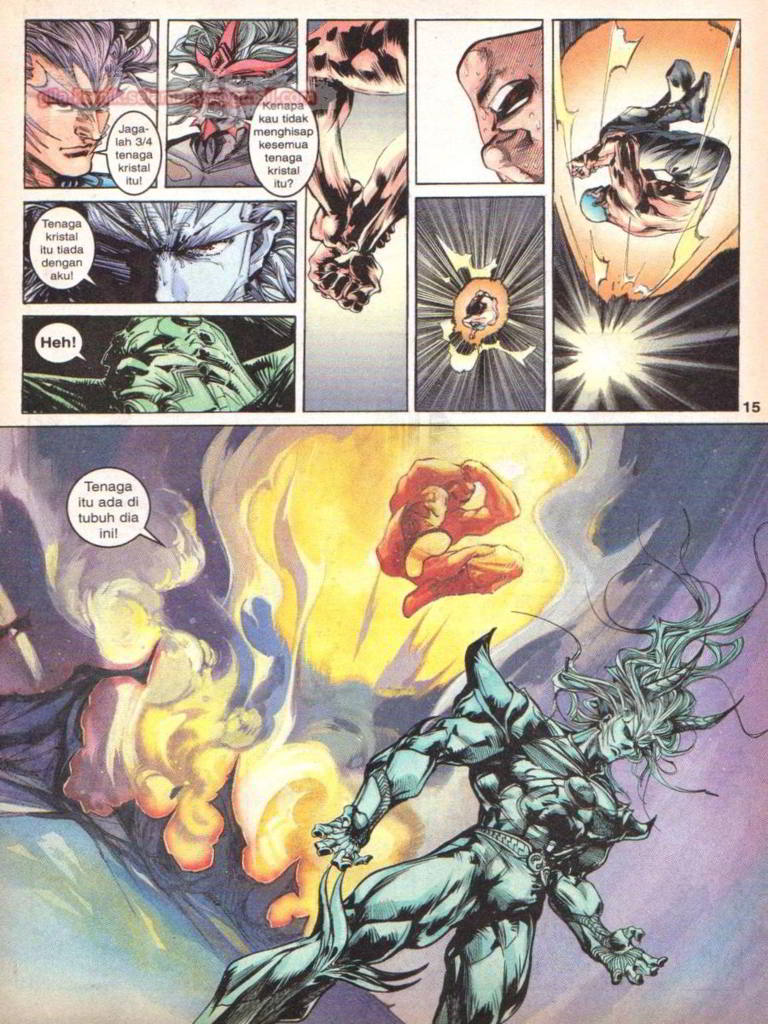 Jaga-
lah 3/4
tenaga
kristal
itu!
Kenapa
kau tidak
menghisap
kesemua
tenaga
kristal
itu?
Tenaga
kristal
itu tiada
dengan
aku!
Heh!
15
Tenaga
itu ada di
tubuh dia
ini!